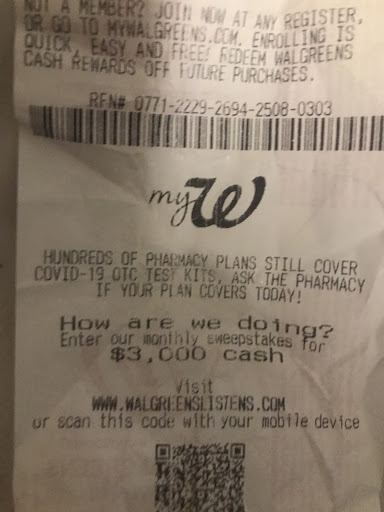 NOT A MEMBER? JOIN NOW AT ANY REGISTER,
OR GO TO MYWALGREENS.COM. ENROLLING IS
QUICK, EASY AND FREE! REDEEM WALGREENS
CASH REWARDS OFF FUTURE PURCHASES.
RFN# 0771-2229-2694-2508-0303
myW
HUNDREDS OF PHARMACY PLANS STILL COVER
COVID-19 OTC TEST KITS, ASK THE PHARMACY
IF YOUR PLAN COVERS TODAY!
How are we doing?
Enter our monthly sweepstakes for
$3,000 cash
Visit
WWW.WALGREENSLISTENS.COM
or scan this code with your mobile device